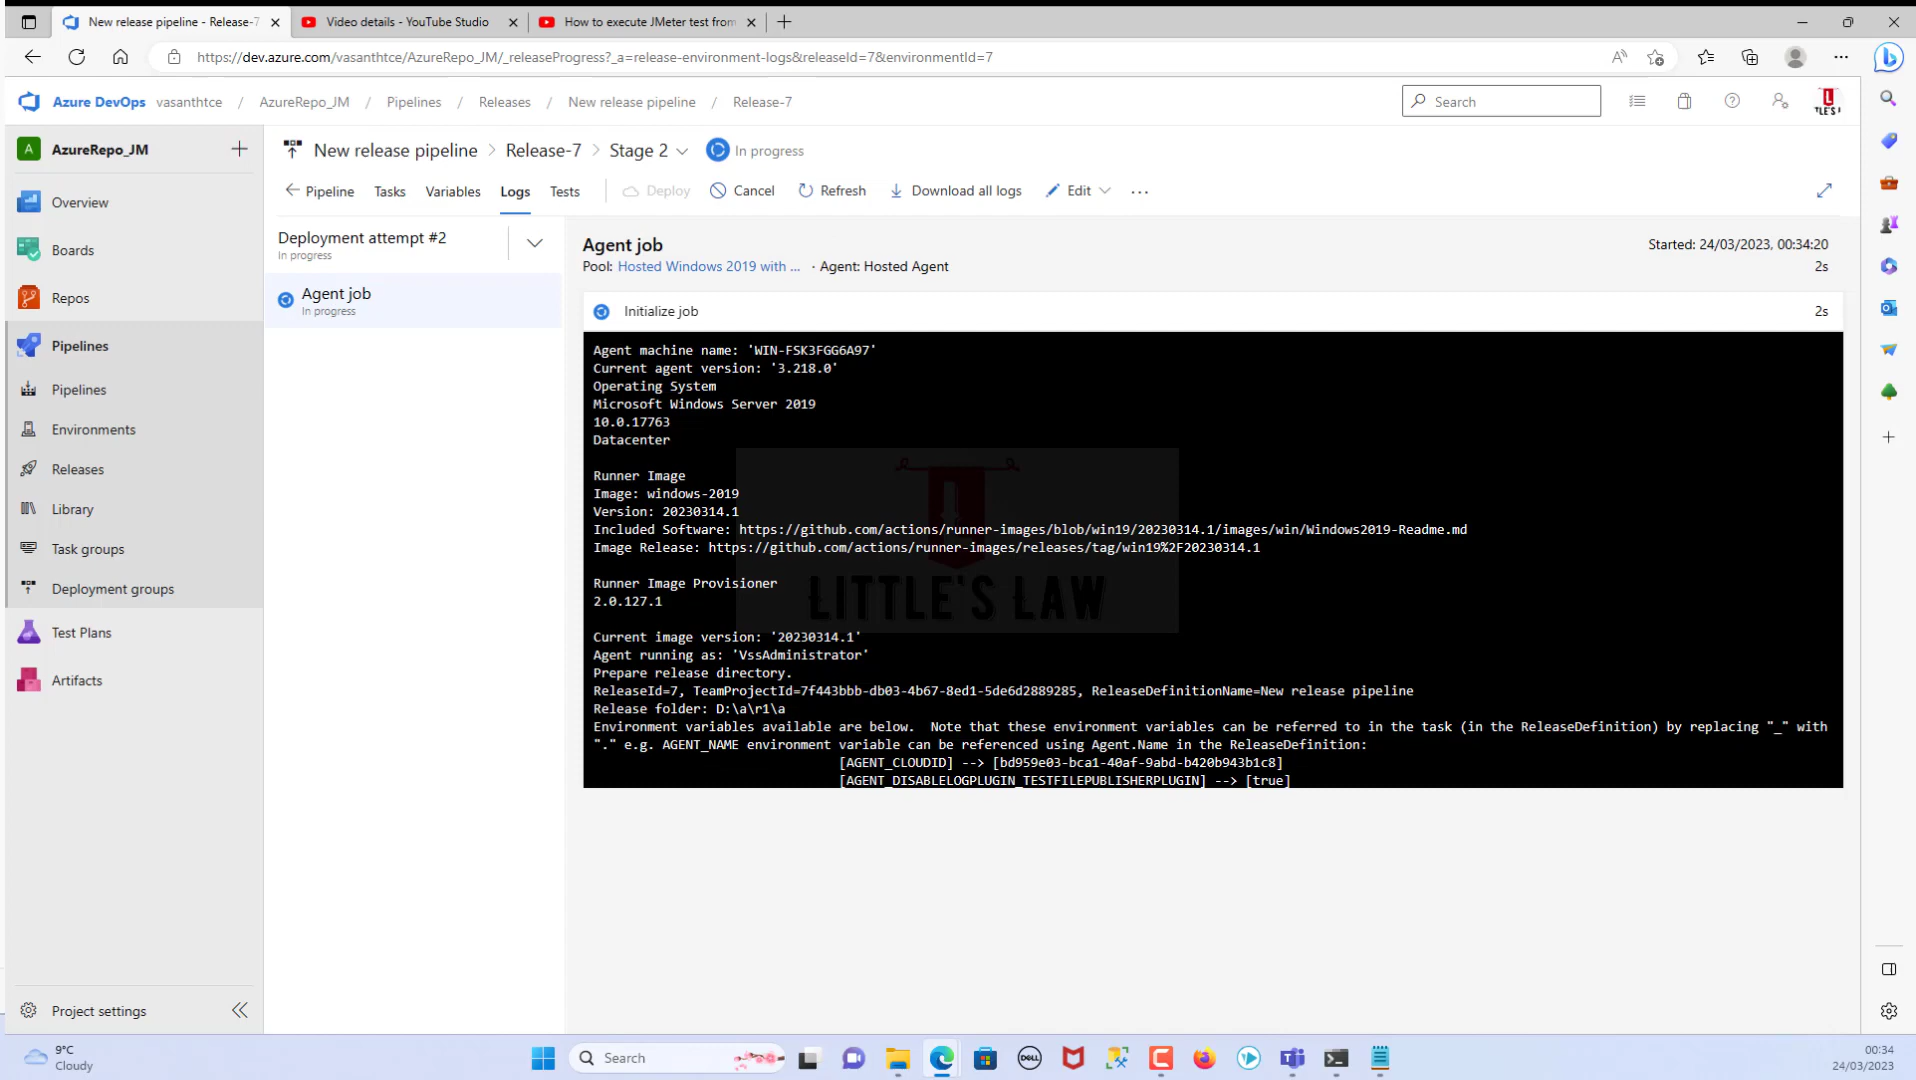 New release pipeline - Release-7
Video details - YouTube Studio
How to execute JMeter test from
https://dev.azure.com/vasanthtce/AzureRepo_JM/_releaseProgress?_a=release-environment-logs&releaseId=7&environmentId=7
Azure DevOps vasanthtce / AzureRepo_JM / Pipelines / Releases / New release pipeline / Release-7
Search
A AzureRepo_JM
Overview
Boards
Repos
Pipelines
Pipelines
Environments
Releases
Library
Task groups
Deployment groups
Test Plans
Artifacts
Project settings
New release pipeline > Release-7 > Stage 2 In progress
Pipeline Tasks Variables Logs Tests Deploy Cancel Refresh Download all logs Edit ...
Deployment attempt #2
In progress
Agent job
In progress
Agent job
Started: 24/03/2023, 00:34:20
Pool: Hosted Windows 2019 with ... · Agent: Hosted Agent
2s
Initialize job
2s
Agent machine name: 'WIN-FSK3FGG6A97'
Current agent version: '3.218.0'
Operating System
Microsoft Windows Server 2019
10.0.17763
Datacenter
Runner Image
Image: windows-2019
Version: 20230314.1
Included Software: https://github.com/actions/runner-images/blob/win19/20230314.1/images/win/Windows2019-Readme.md
Image Release: https://github.com/actions/runner-images/releases/tag/win19%2F20230314.1
Runner Image Provisioner
2.0.127.1
LITTLE'S LAW
Current image version: '20230314.1'
Agent running as: 'VssAdministrator'
Prepare release directory.
ReleaseId=7, TeamProjectId=7f443bbb-db03-4b67-8ed1-5de6d2889285, ReleaseDefinitionName=New release pipeline
Release folder: D:\a\r1\a
Environment variables available are below.  Note that these environment variables can be referred to in the task (in the ReleaseDefinition) by replacing "_" with
"." e.g. AGENT_NAME environment variable can be referenced using Agent.Name in the ReleaseDefinition:
[AGENT_CLOUDID] --> [bd959e03-bca1-40af-9abd-b420b943b1c8]
[AGENT_DISABLELOGPLUGIN_TESTFILEPUBLISHERPLUGIN] --> [true]
9°C
Cloudy
Search
DELL
00:34
24/03/2023